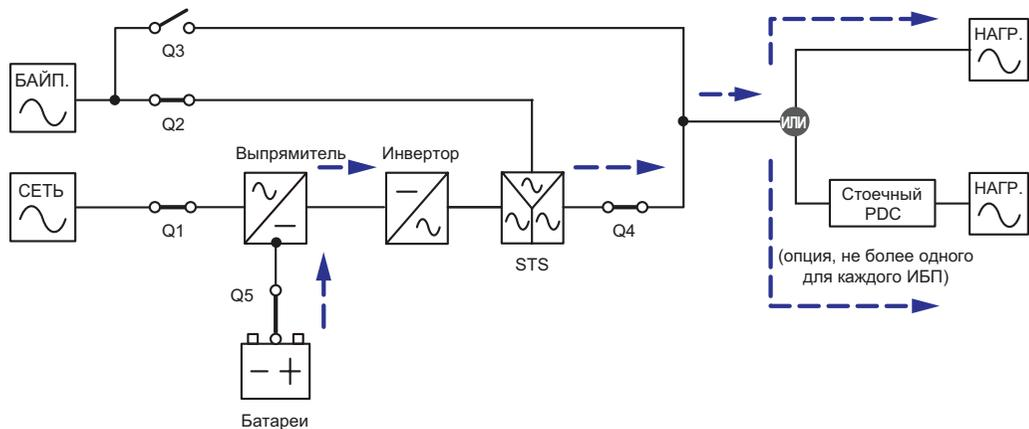 Q3
НАГР.
БАЙП.
Q2
ИЛИ
Выпрямитель
Инвертор
СЕТЬ
Q1
STS
Q4
Стоечный
PDC
НАГР.
(опция, не более одного
для каждого ИБП)
Q5
Батареи